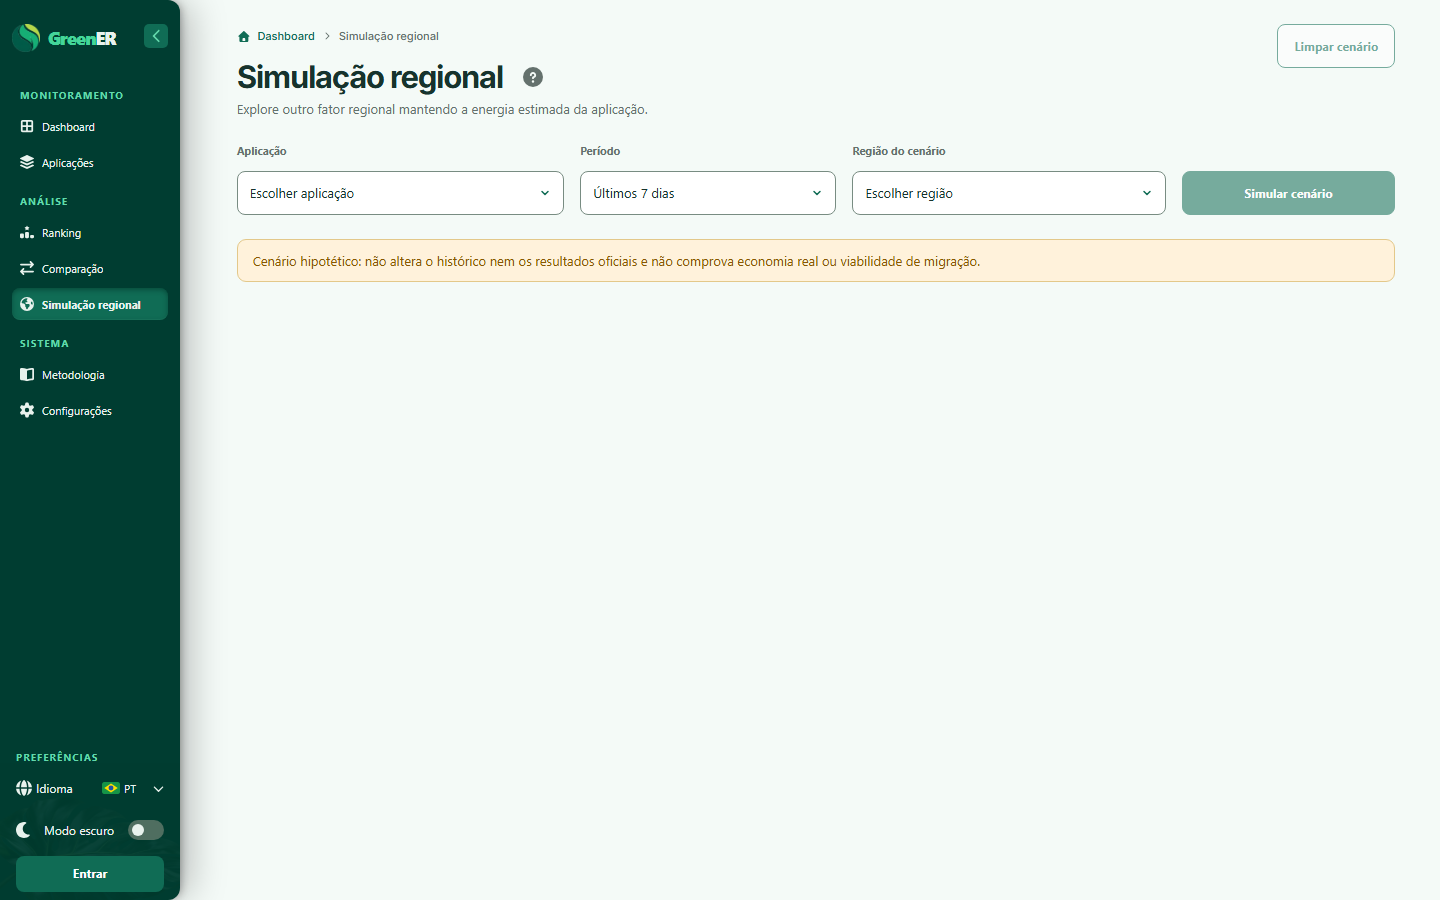 GreenER
MONITORAMENTO
Dashboard
Aplicações
ANÁLISE
Ranking
Comparação
Simulação regional
SISTEMA
Metodologia
Configurações
PREFERÊNCIAS
Idioma PT
Modo escuro
Entrar
Dashboard Simulação regional
Limpar cenário
Simulação regional ?
Explore outro fator regional mantendo a energia estimada da aplicação.
Aplicação Período Região do cenário
Escolher aplicação Últimos 7 dias Escolher região Simular cenário
Cenário hipotético: não altera o histórico nem os resultados oficiais e não comprova economia real ou viabilidade de migração.